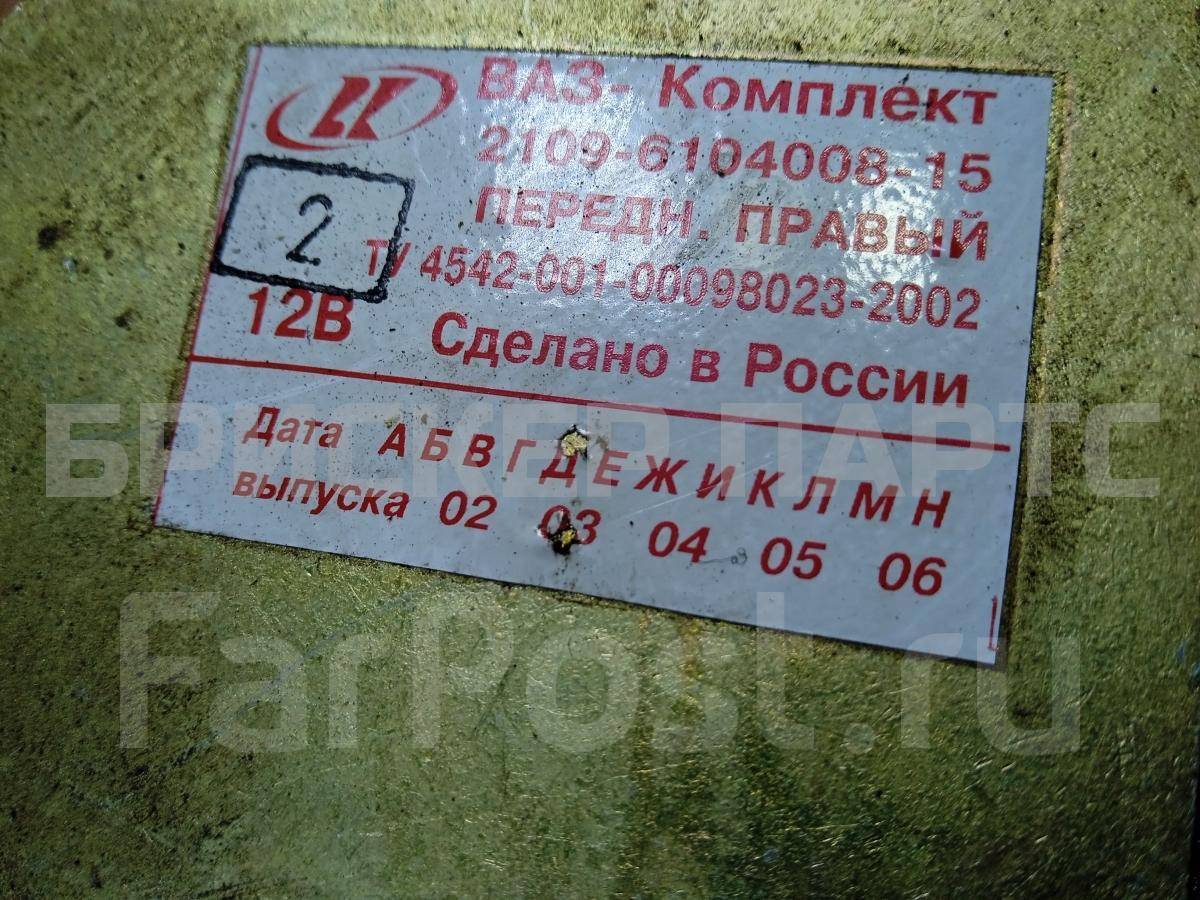 ВАЗ- Комплект
2109-6104008-15
ПЕРЕДН. ПРАВЫЙ
2
ТУ 4542-001-00098023-2002
12В Сделано в России
Дата А Б В Г Д Е Ж И К Л М Н
выпуска 02 03 04 05 06
БРИСКЕР ПАРТС
FarPost.ru